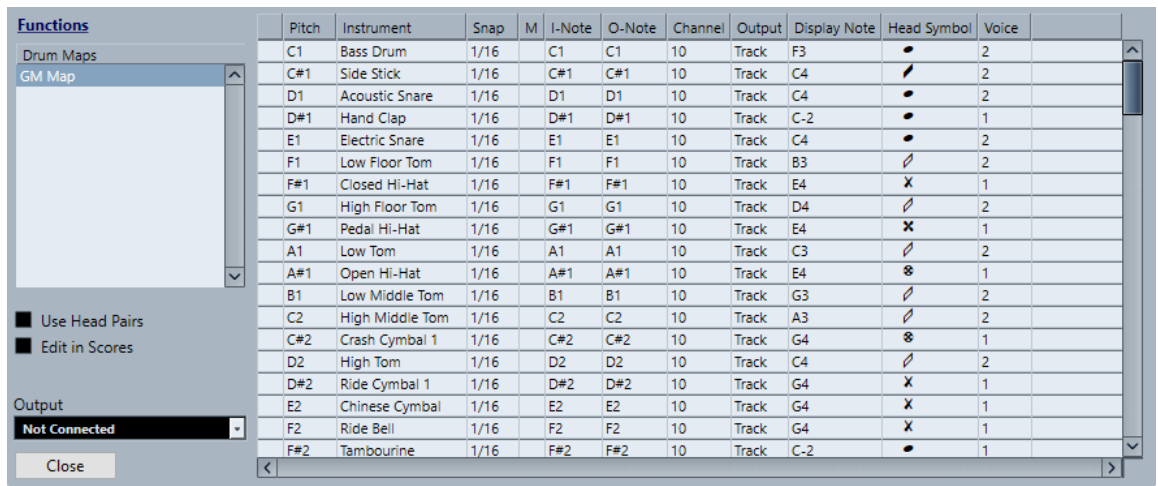 Functions
Drum Maps
GM Map
Use Head Pairs
Edit in Scores
Output
Not Connected
Close
Pitch Instrument Snap M I-Note O-Note Channel Output Display Note Head Symbol Voice
C1 Bass Drum 1/16 C1 C1 10 Track F3 2
C#1 Side Stick 1/16 C#1 C#1 10 Track C4 2
D1 Acoustic Snare 1/16 D1 D1 10 Track C4 2
D#1 Hand Clap 1/16 D#1 D#1 10 Track C-2 1
E1 Electric Snare 1/16 E1 E1 10 Track C4 2
F1 Low Floor Tom 1/16 F1 F1 10 Track B3 2
F#1 Closed Hi-Hat 1/16 F#1 F#1 10 Track E4 1
G1 High Floor Tom 1/16 G1 G1 10 Track D4 2
G#1 Pedal Hi-Hat 1/16 G#1 G#1 10 Track E4 1
A1 Low Tom 1/16 A1 A1 10 Track C3 2
A#1 Open Hi-Hat 1/16 A#1 A#1 10 Track E4 1
B1 Low Middle Tom 1/16 B1 B1 10 Track G3 2
C2 High Middle Tom 1/16 C2 C2 10 Track A3 2
C#2 Crash Cymbal 1 1/16 C#2 C#2 10 Track G4 1
D2 High Tom 1/16 D2 D2 10 Track C4 2
D#2 Ride Cymbal 1 1/16 D#2 D#2 10 Track G4 1
E2 Chinese Cymbal 1/16 E2 E2 10 Track G4 1
F2 Ride Bell 1/16 F2 F2 10 Track G4 1
F#2 Tambourine 1/16 F#2 F#2 10 Track C-2 1